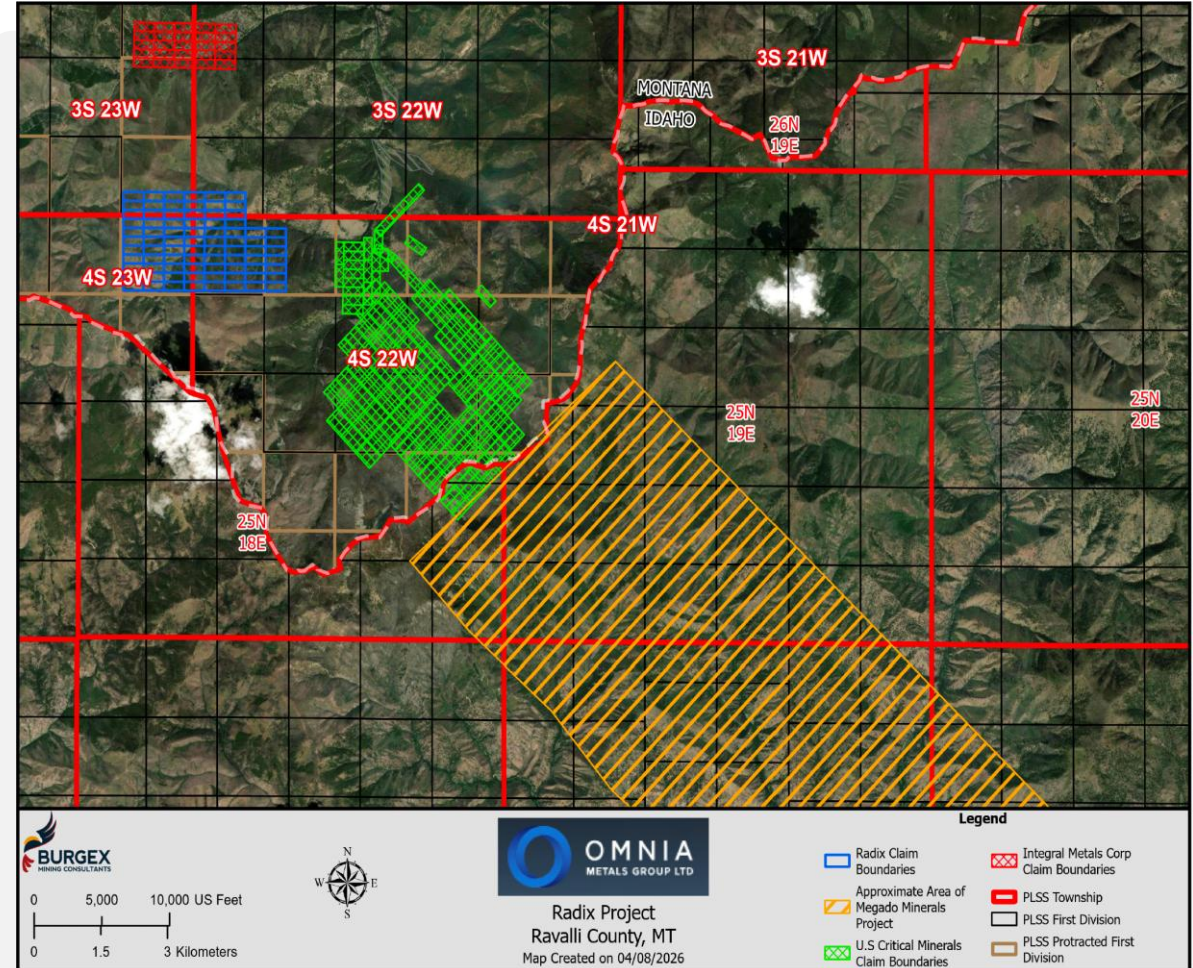 3S 21W
MONTANA
IDAHO
3S 23W
3S 22W
26N
19E
4S 21W
4S 23W
4S 22W
25N
19E
25N
20E
25N
18E
Legend
BURGEX
MINING CONSULTANTS
N
W E
S
0 5,000 10,000 US Feet
0 1.5 3 Kilometers
OMNIA
METALS GROUP LTD
Radix Project
Ravalli County, MT
Map Created on 04/08/2026
Radix Claim
Boundaries
Approximate Area of
Megado Minerals
Project
U.S Critical Minerals
Claim Boundaries
Integral Metals Corp
Claim Boundaries
PLSS Township
PLSS First Division
PLSS Protracted First
Division